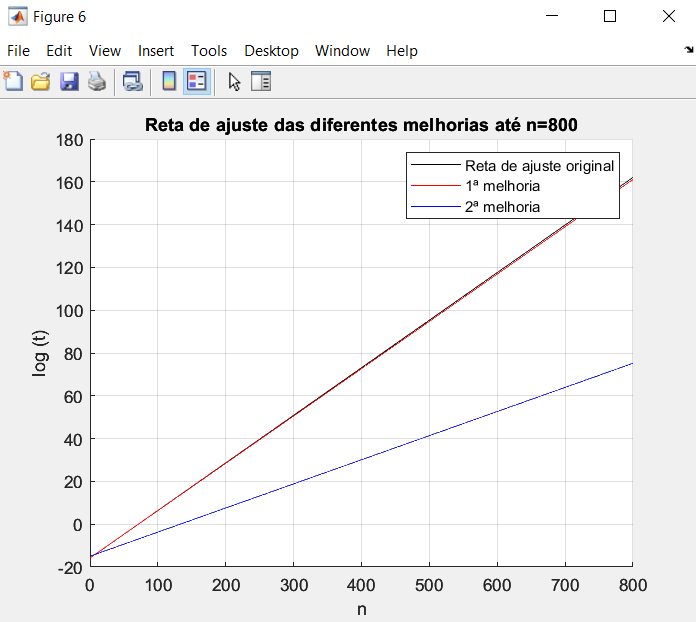 Figure 6
File Edit View Insert Tools Desktop Window Help
Reta de ajuste das diferentes melhorias até n=800
Reta de ajuste original
1ª melhoria
2ª melhoria
180
160
140
120
100
80
60
40
20
0
-20
log (t)
0 100 200 300 400 500 600 700 800
n